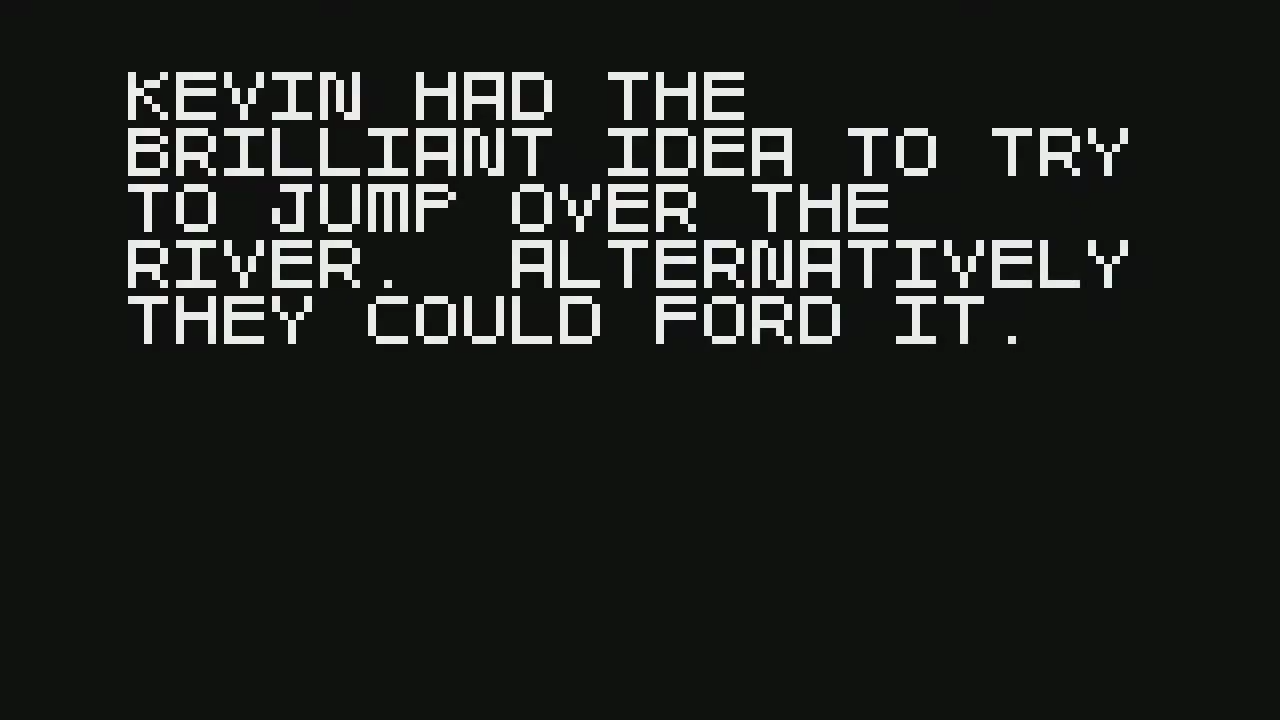 KEVIN HAD THE
BRILLIANT IDEA TO TRY
TO JUMP OVER THE
RIVER.  ALTERNATIVELY
THEY COULD FORD IT.